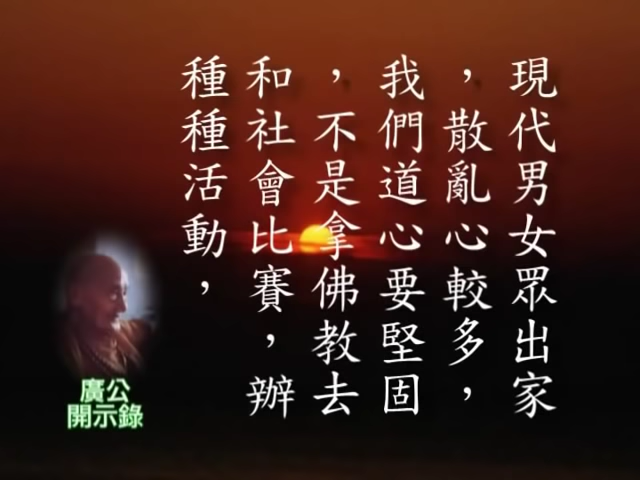 現代男女眾出家
，散亂心較多，
我們道心要堅固
，不是拿佛教去
和社會比賽，辦
種種活動，
廣公
開示錄